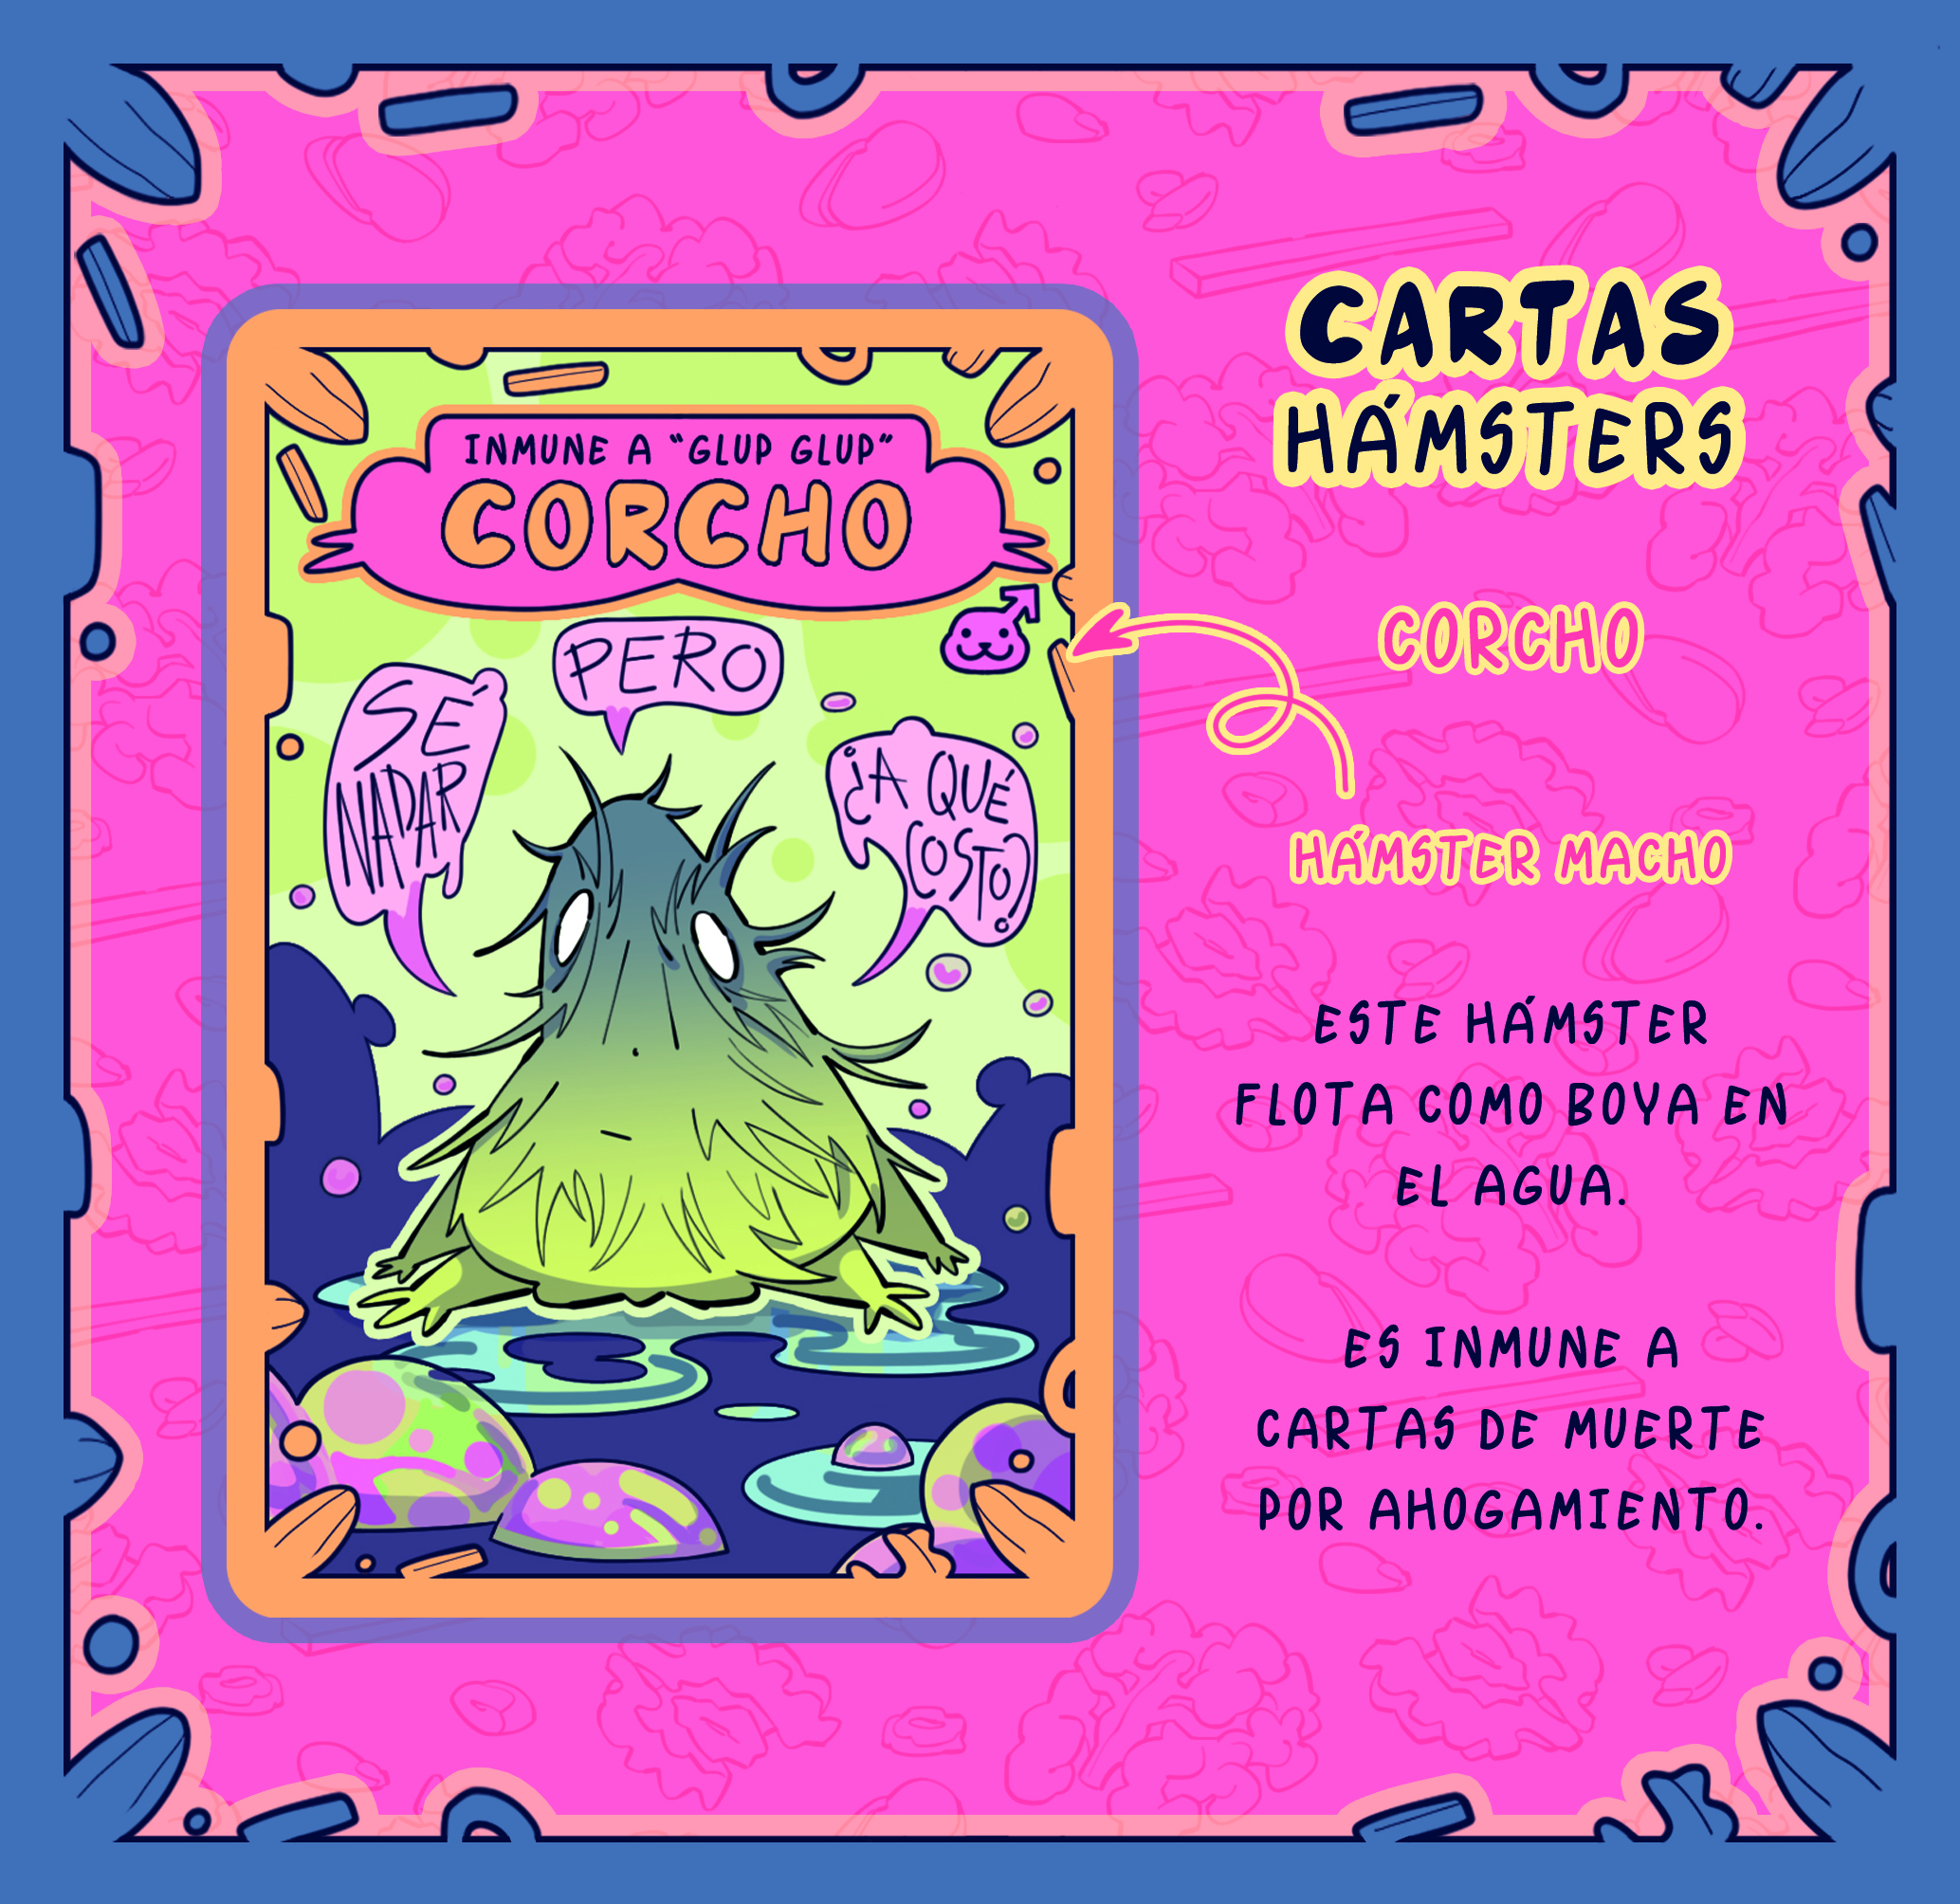 INMUNE A "GLUP GLUP"
CORCHO
SÉ
NADAR
PERO
¿A QUÉ
COSTO?
CARTAS
HÁMSTERS
CORCHO
HÁMSTER MACHO
ESTE HÁMSTER
FLOTA COMO BOYA EN
EL AGUA.
ES INMUNE A
CARTAS DE MUERTE
POR AHOGAMIENTO.